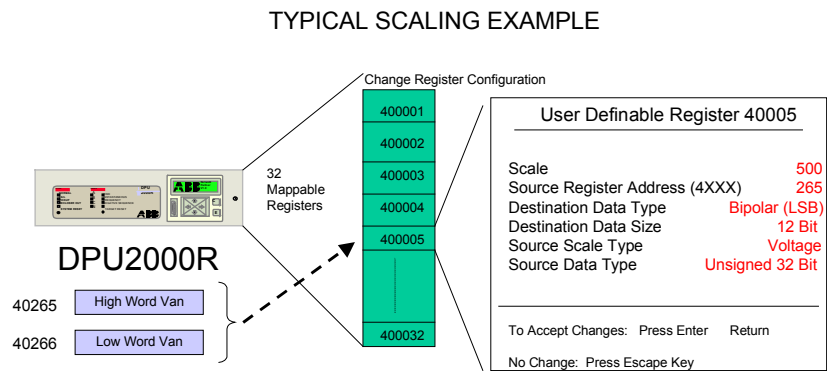 TYPICAL SCALING EXAMPLE
Change Register Configuration
400001
400002
400003
400004
400005
400032
32
Mappable
Registers
ABB
DPU
ABB
DPU2000R
40265 High Word Van
40266 Low Word Van
User Definable Register 40005
Scale 500
Source Register Address (4XXX) 265
Destination Data Type Bipolar (LSB)
Destination Data Size 12 Bit
Source Scale Type Voltage
Source Data Type Unsigned 32 Bit
To Accept Changes: Press Enter Return
No Change: Press Escape Key